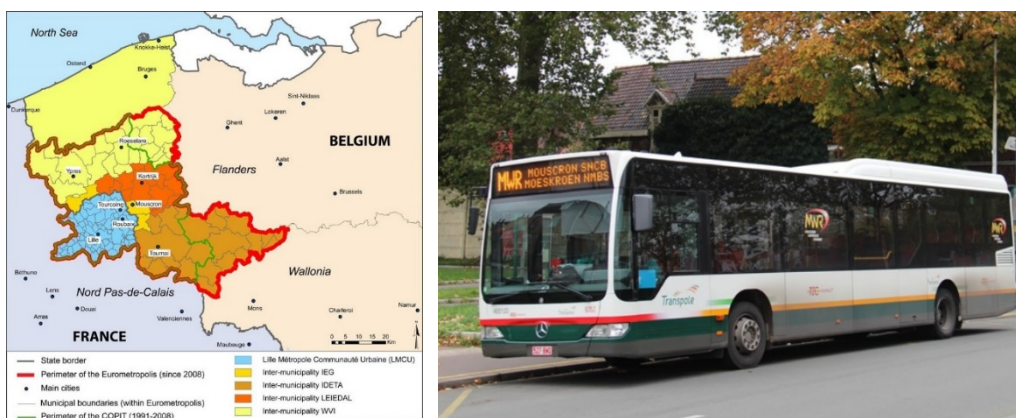 North Sea
Knokke-Heist
Ostend
Bruges
Dunkerque
Sint-Niklaas
Lokeren
Ghent
BELGIUM
Roeselare
Flanders
Aalst
Ypres
Kortrijk
Brussels
Tourcoing
Mouscron
Roubaix
Lille
Tournai
Wallonia
Béthune
Nord Pas-de-Calais
Lens
Mons
Douai
Charleroi
Namur
Arras
Valenciennes
FRANCE
Maubeuge
0 5 10 15 20
Km
State border
Perimeter of the Eurometropolis (since 2008)
Main cities
Municipal boundaries (within Eurometropolis)
Perimeter of the COPIT (1991-2008)
Lille Métropole Communauté Urbaine (LMCU)
Inter-municipality IEG
Inter-municipality IDETA
Inter-municipality LEIEDAL
Inter-municipality WVI
MWR MOUSCRON SNCB
MOESKROEN NMBS
MWR
MWR
Transpole